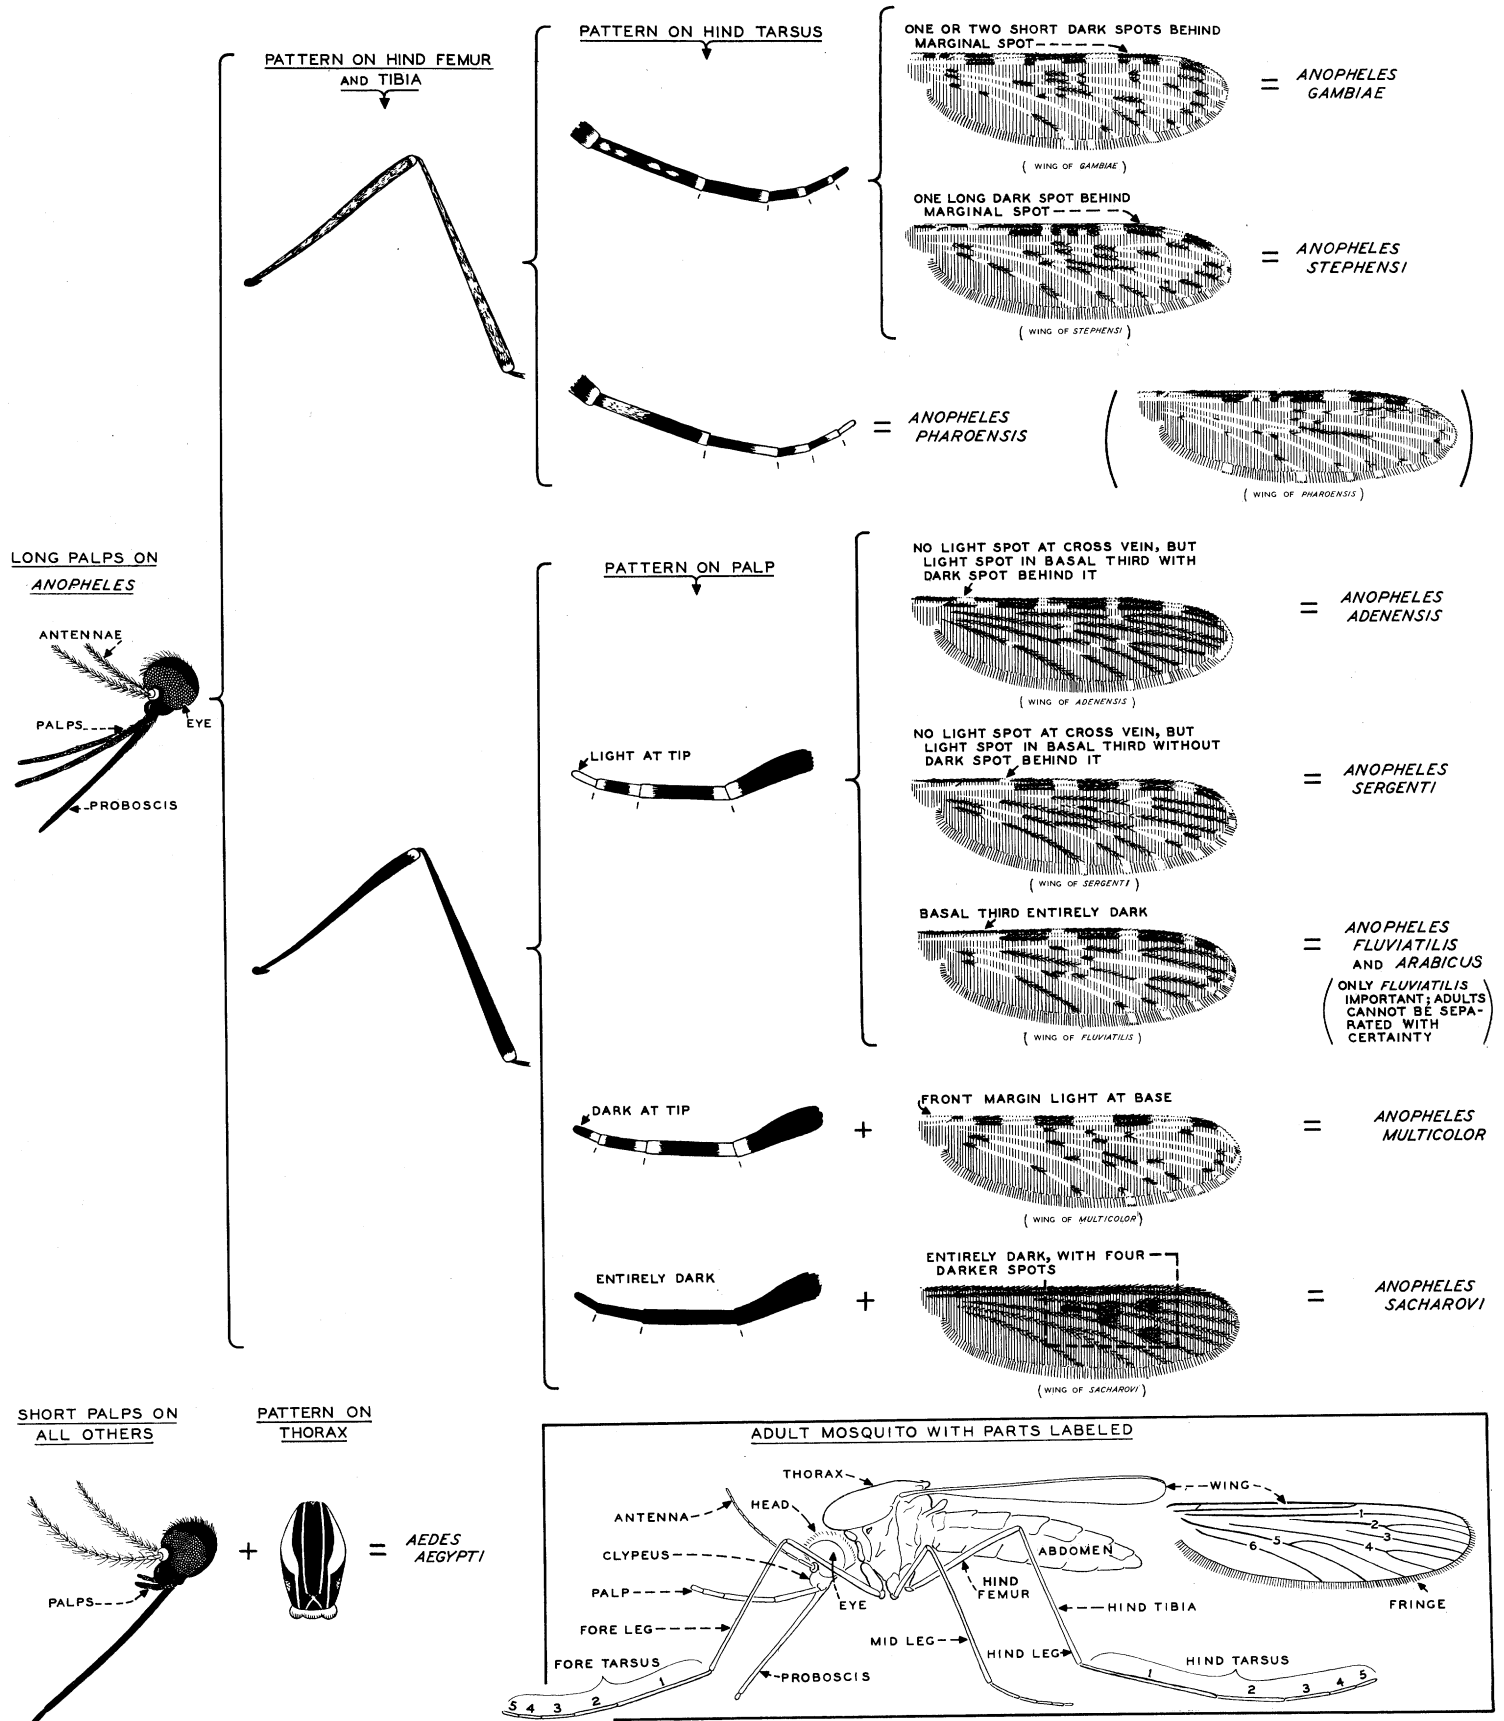 PATTERN ON HIND FEMUR
AND TIBIA
PATTERN ON HIND TARSUS
ONE OR TWO SHORT DARK SPOTS BEHIND
MARGINAL SPOT
= ANOPHELES
GAMBIAE
( WING OF GAMBIAE )
ONE LONG DARK SPOT BEHIND
MARGINAL SPOT
= ANOPHELES
STEPHENSI
( WING OF STEPHENSI )
= ANOPHELES
PHAROENSIS
( WING OF PHAROENSIS )
LONG PALPS ON
ANOPHELES
ANTENNAE
PALPS
EYE
PROBOSCIS
PATTERN ON PALP
NO LIGHT SPOT AT CROSS VEIN, BUT
LIGHT SPOT IN BASAL THIRD WITH
DARK SPOT BEHIND IT
= ANOPHELES
ADENENSIS
( WING OF ADENENSIS )
LIGHT AT TIP
NO LIGHT SPOT AT CROSS VEIN, BUT
LIGHT SPOT IN BASAL THIRD WITHOUT
DARK SPOT BEHIND IT
= ANOPHELES
SERGENTI
( WING OF SERGENTI )
BASAL THIRD ENTIRELY DARK
= ANOPHELES
FLUVIATILIS
AND ARABICUS
( ONLY FLUVIATILIS
IMPORTANT; ADULTS
CANNOT BE SEPA-
RATED WITH
CERTAINTY )
( WING OF FLUVIATILIS )
DARK AT TIP
+
FRONT MARGIN LIGHT AT BASE
= ANOPHELES
MULTICOLOR
( WING OF MULTICOLOR )
ENTIRELY DARK
+
ENTIRELY DARK, WITH FOUR
DARKER SPOTS
= ANOPHELES
SACHAROVI
( WING OF SACHAROVI )
SHORT PALPS ON
ALL OTHERS
PATTERN ON
THORAX
PALPS
+
= AEDES
AEGYPTI
ADULT MOSQUITO WITH PARTS LABELED
THORAX
WING
HEAD
ANTENNA
CLYPEUS
PALP
EYE
FORE LEG
FORE TARSUS
1
2
3
4
5
PROBOSCIS
ABDOMEN
HIND
FEMUR
HIND TIBIA
MID LEG
HIND LEG
HIND TARSUS
1
2
3
4
5
1
2
3
4
5
6
FRINGE